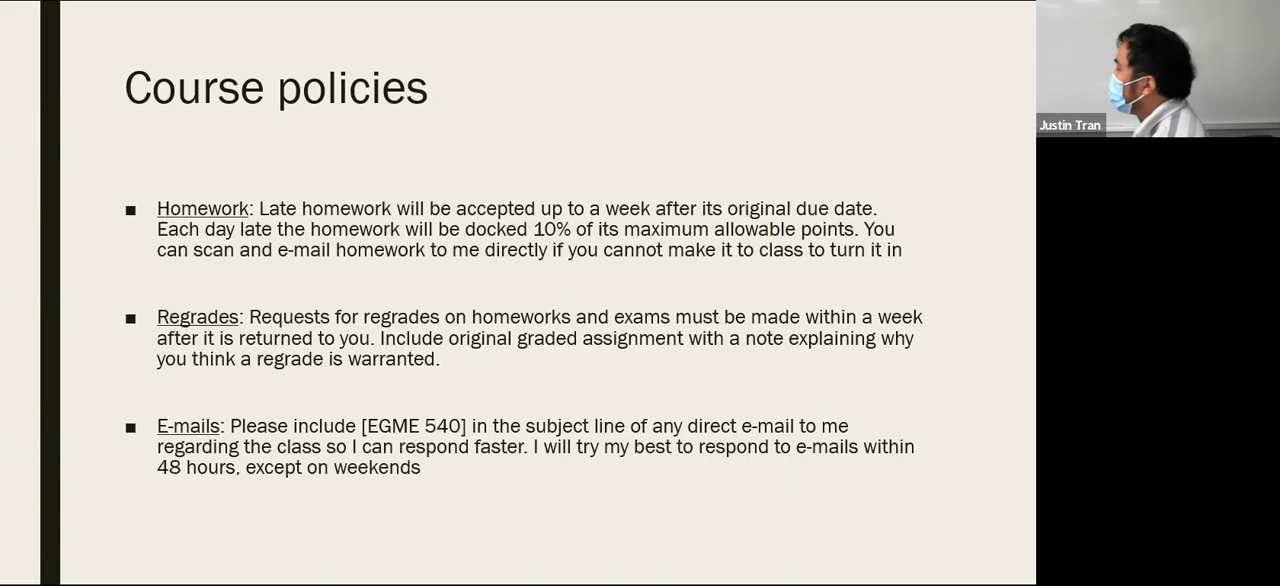 Course policies
■ Homework: Late homework will be accepted up to a week after its original due date.
Each day late the homework will be docked 10% of its maximum allowable points. You
can scan and e-mail homework to me directly if you cannot make it to class to turn it in
■ Regrades: Requests for regrades on homeworks and exams must be made within a week
after it is returned to you. Include original graded assignment with a note explaining why
you think a regrade is warranted.
■ E-mails: Please include [EGME 540] in the subject line of any direct e-mail to me
regarding the class so I can respond faster. I will try my best to respond to e-mails within
48 hours, except on weekends
Justin Tran